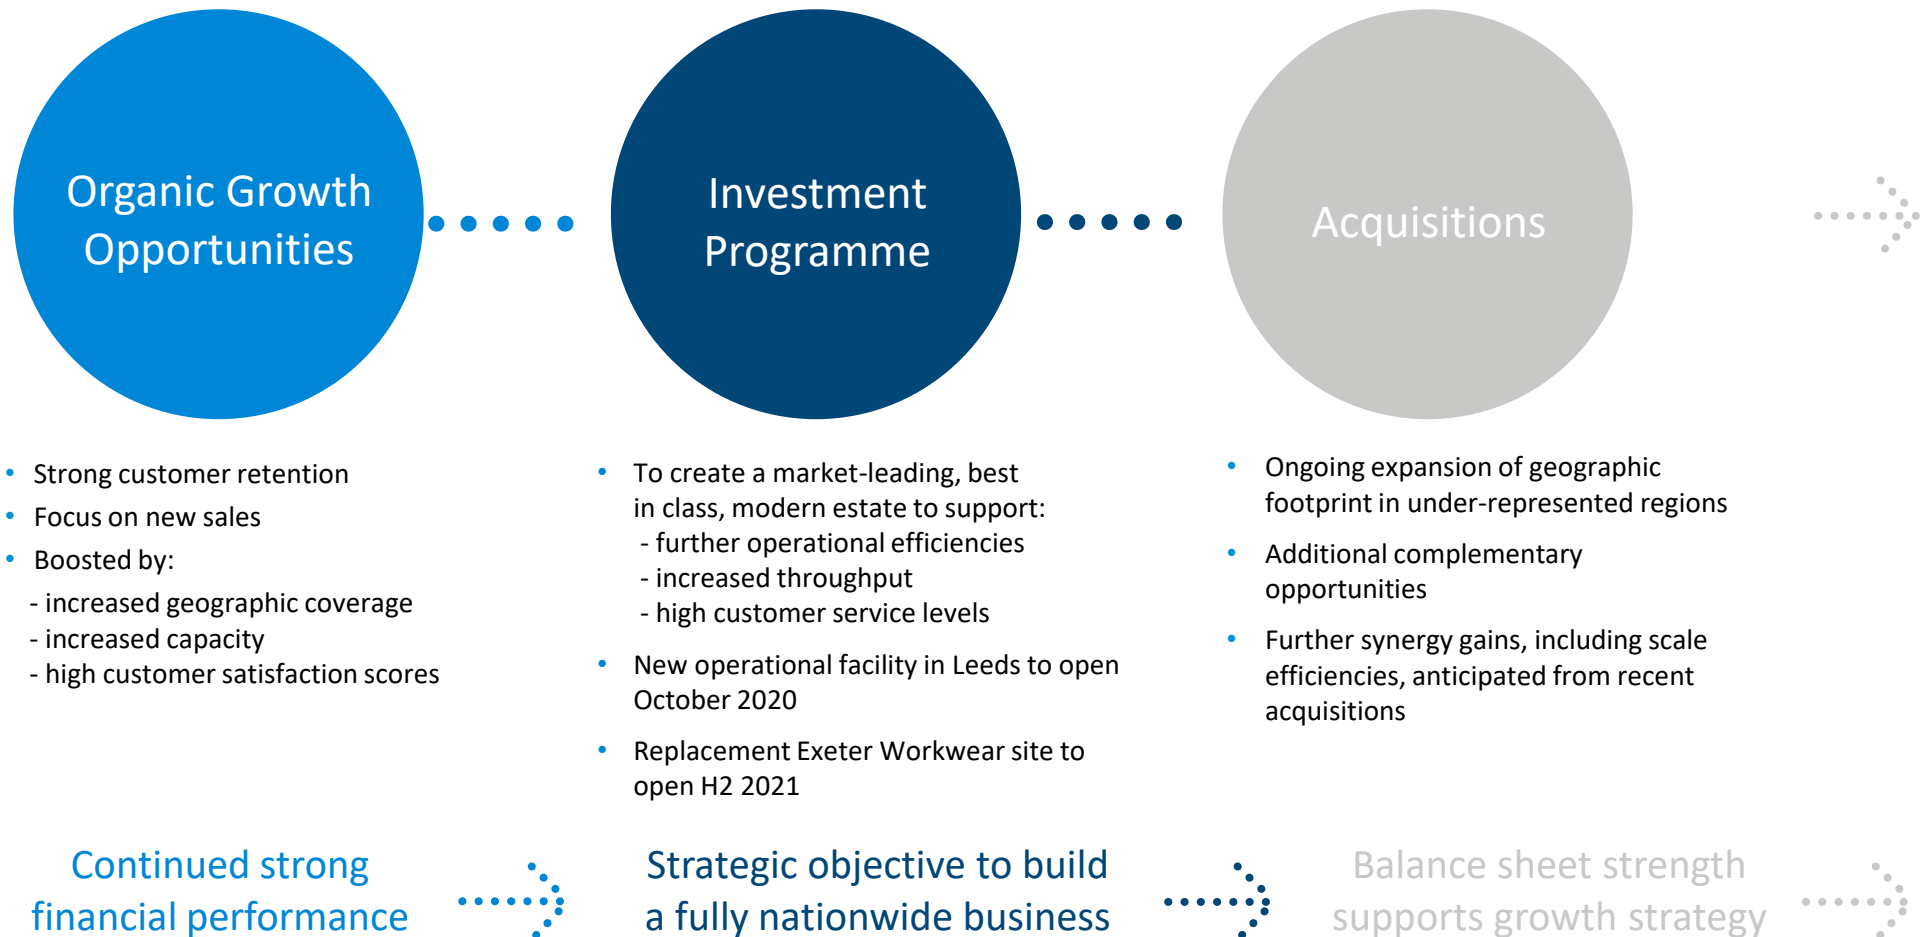 Organic Growth
Opportunities
Investment
Programme
Acquisitions
• Strong customer retention
• Focus on new sales
• Boosted by:
- increased geographic coverage
- increased capacity
- high customer satisfaction scores
• To create a market-leading, best
in class, modern estate to support:
- further operational efficiencies
- increased throughput
- high customer service levels
• New operational facility in Leeds to open
October 2020
• Replacement Exeter Workwear site to
open H2 2021
• Ongoing expansion of geographic
footprint in under-represented regions
• Additional complementary
opportunities
• Further synergy gains, including scale
efficiencies, anticipated from recent
acquisitions
Continued strong
financial performance
Strategic objective to build
a fully nationwide business
Balance sheet strength
supports growth strategy